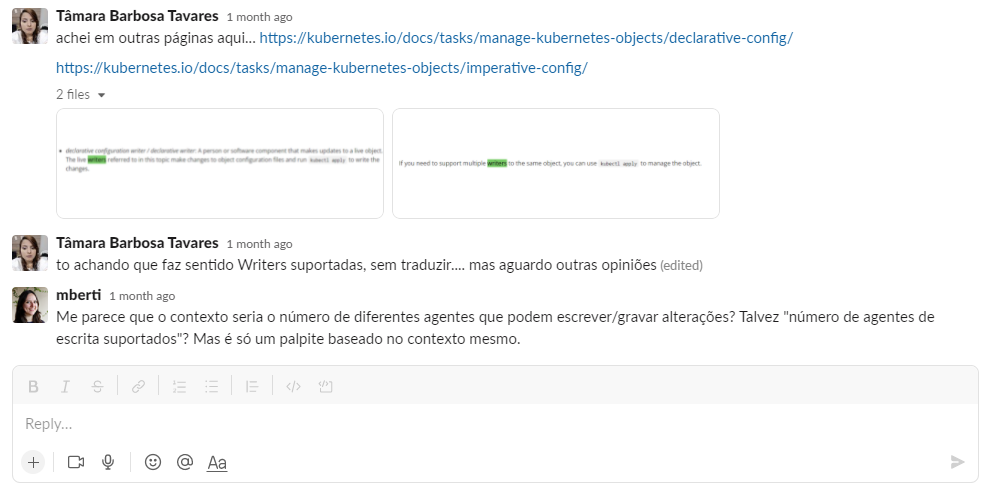 Tâmara Barbosa Tavares 1 month ago
achei em outras páginas aqui... https://kubernetes.io/docs/tasks/manage-kubernetes-objects/declarative-config/
https://kubernetes.io/docs/tasks/manage-kubernetes-objects/imperative-config/
2 files
declarative configuration writer / declarative writer: A person or software component that makes updates to a live object.
The live writers referred to in this topic make changes to object configuration files and run kubectl apply to write the
changes.
If you need to support multiple writers to the same object, you can use kubectl apply to manage the object.
Tâmara Barbosa Tavares 1 month ago
to achando que faz sentido Writers suportadas, sem traduzir.... mas aguardo outras opiniões (edited)
mberti 1 month ago
Me parece que o contexto seria o número de diferentes agentes que podem escrever/gravar alterações? Talvez "número de agentes de
escrita suportados"? Mas é só um palpite baseado no contexto mesmo.
B I S
Reply...
Aa